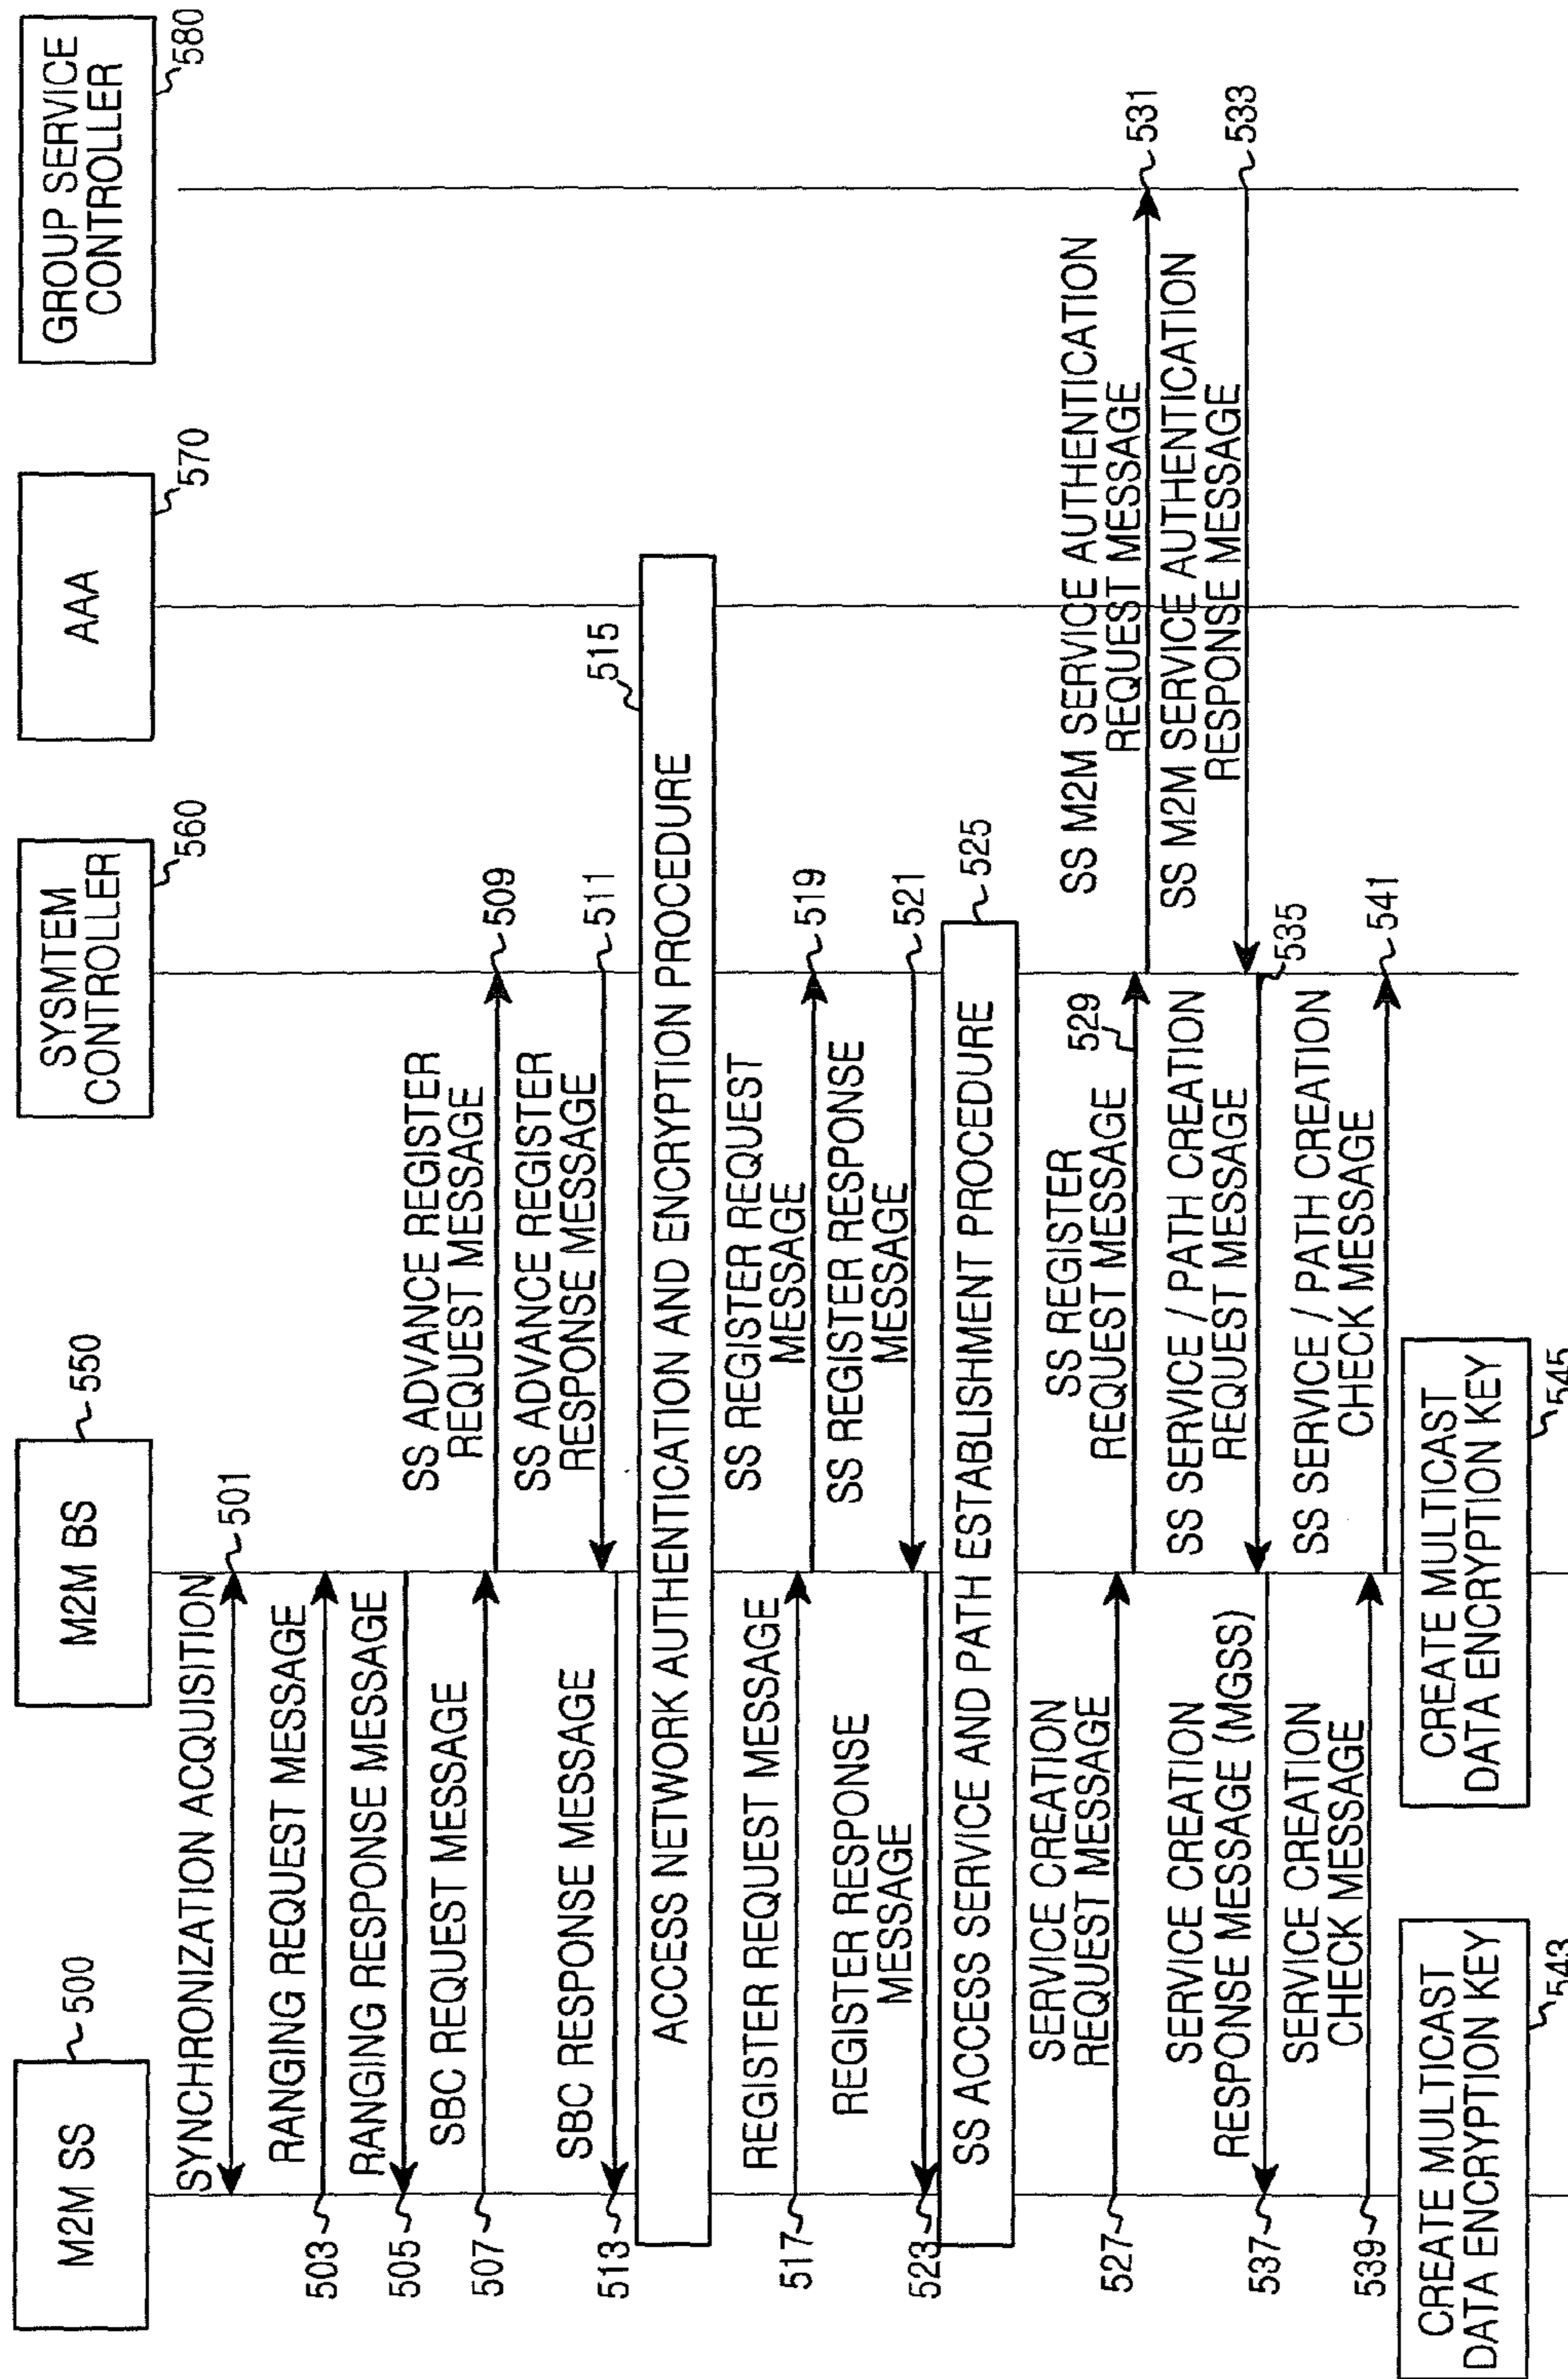 M2M SS
500
M2M BS
550
SYSMTEM
CONTROLLER
560
AAA
570
GROUP SERVICE
CONTROLLER
580
SYNCHRONIZATION ACQUISITION
501
RANGING REQUEST MESSAGE
503
RANGING RESPONSE MESSAGE
505
SBC REQUEST MESSAGE
507
SS ADVANCE REGISTER
REQUEST MESSAGE
509
SS ADVANCE REGISTER
RESPONSE MESSAGE
511
SBC RESPONSE MESSAGE
513
515
ACCESS NETWORK AUTHENTICATION AND ENCRYPTION PROCEDURE
REGISTER REQUEST MESSAGE
517
SS REGISTER REQUEST
MESSAGE
519
SS REGISTER RESPONSE
MESSAGE
521
REGISTER RESPONSE
MESSAGE
523
SS ACCESS SERVICE AND PATH ESTABLISHMENT PROCEDURE
525
SERVICE CREATION
REQUEST MESSAGE
527
SS REGISTER
REQUEST MESSAGE
529
SS M2M SERVICE AUTHENTICATION
REQUEST MESSAGE
531
SS M2M SERVICE AUTHENTICATION
RESPONSE MESSAGE
533
SS SERVICE / PATH CREATION
REQUEST MESSAGE
535
SERVICE CREATION
RESPONSE MESSAGE (MGSS)
537
SERVICE CREATION
CHECK MESSAGE
539
SS SERVICE / PATH CREATION
CHECK MESSAGE
541
CREATE MULTICAST
DATA ENCRYPTION KEY
543
CREATE MULTICAST
DATA ENCRYPTION KEY
545